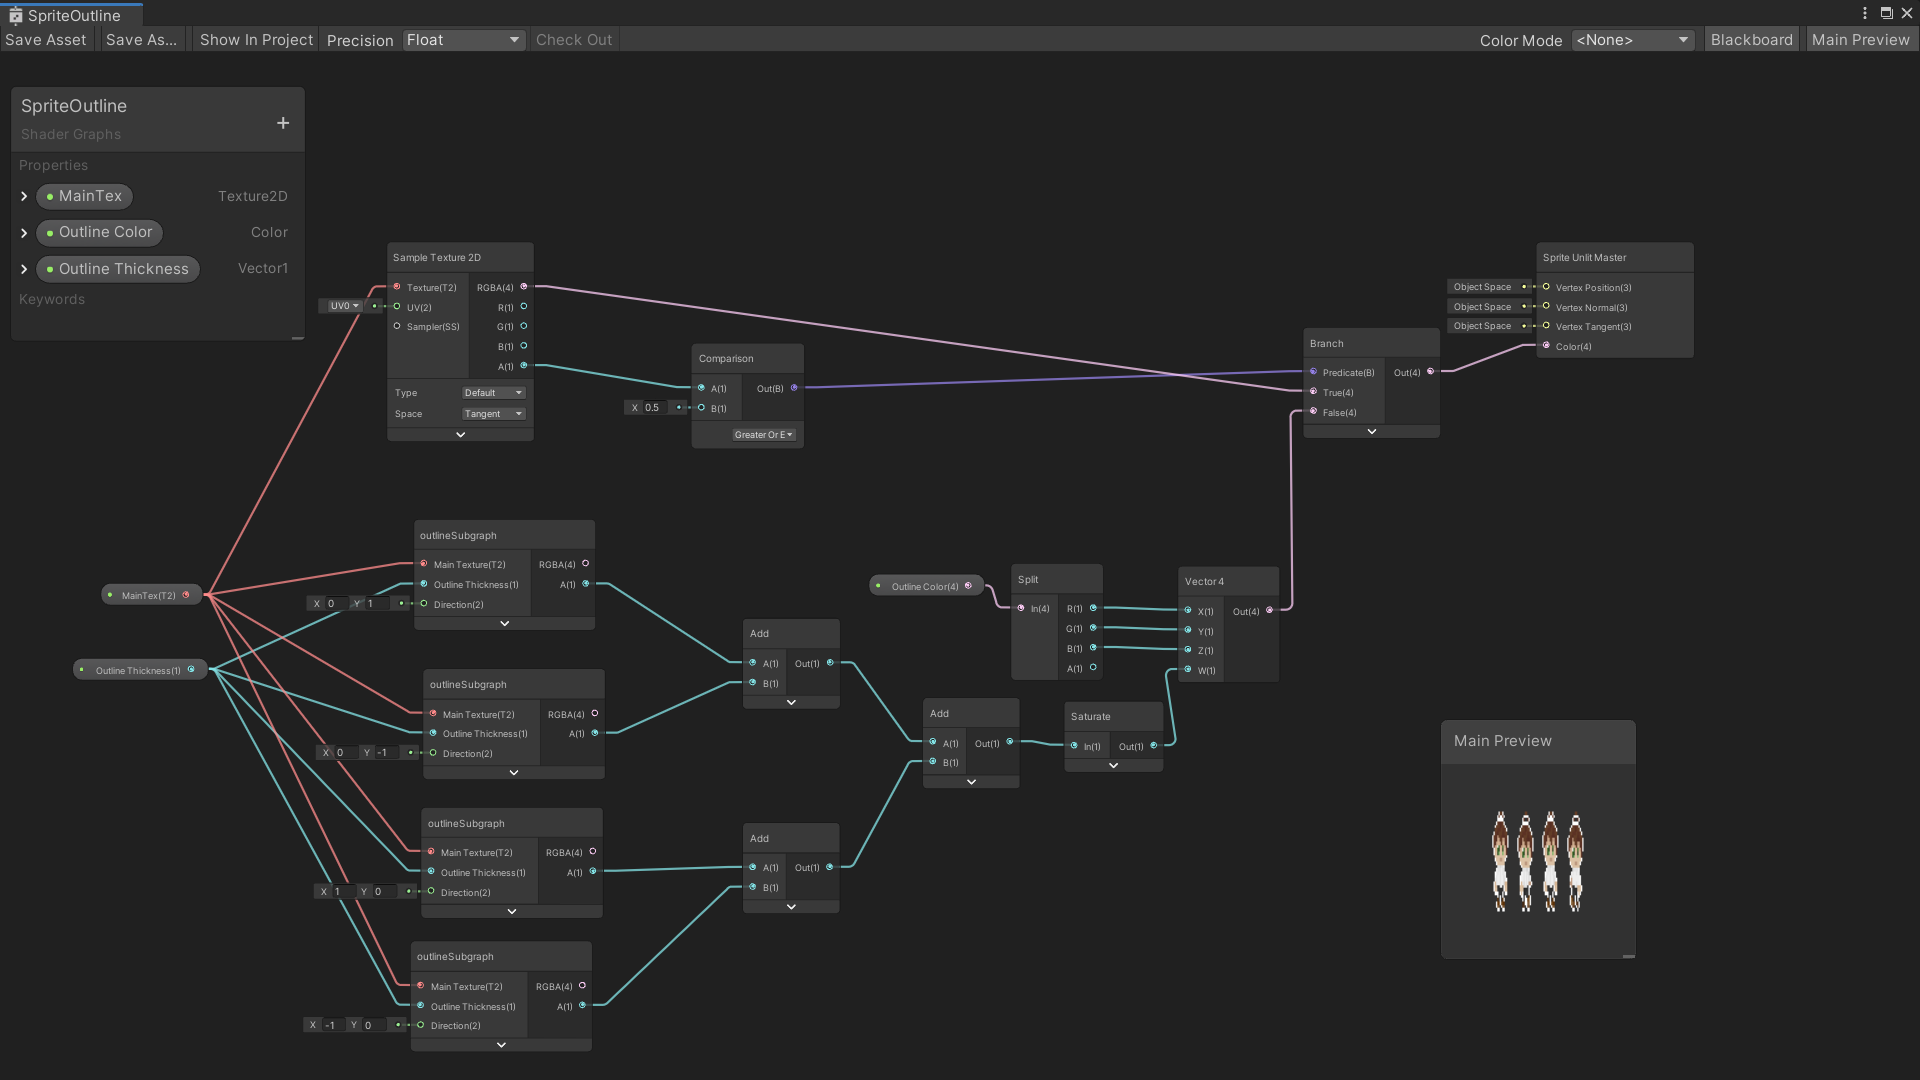 SpriteOutline
Save Asset Save As... Show In Project Precision Float Check Out Color Mode <None> Blackboard Main Preview
SpriteOutline
+
Shader Graphs
Properties
MainTex Texture2D
Outline Color Color
Outline Thickness Vector1
Keywords
Sample Texture 2D
Texture(T2) RGBA(4)
UV0 UV(2) R(1)
Sampler(SS) G(1)
B(1)
A(1)
Type Default
Space Tangent
Comparison
A(1) Out(B)
X 0.5 B(1)
Greater Or E
Branch
Predicate(B) Out(4)
True(4)
False(4)
Sprite Unlit Master
Object Space Vertex Position(3)
Object Space Vertex Normal(3)
Object Space Vertex Tangent(3)
Color(4)
MainTex(T2)
Outline Thickness(1)
outlineSubgraph
Main Texture(T2) RGBA(4)
Outline Thickness(1) A(1)
X 0 Y 1 Direction(2)
outlineSubgraph
Main Texture(T2) RGBA(4)
Outline Thickness(1) A(1)
X 0 Y -1 Direction(2)
outlineSubgraph
Main Texture(T2) RGBA(4)
Outline Thickness(1) A(1)
X 1 Y 0 Direction(2)
outlineSubgraph
Main Texture(T2) RGBA(4)
Outline Thickness(1) A(1)
X -1 Y 0 Direction(2)
Add
A(1) Out(1)
B(1)
Add
A(1) Out(1)
B(1)
Add
A(1) Out(1)
B(1)
Outline Color(4)
Split
In(4) R(1)
G(1)
B(1)
A(1)
Saturate
In(1) Out(1)
Vector 4
X(1) Out(4)
Y(1)
Z(1)
W(1)
Main Preview